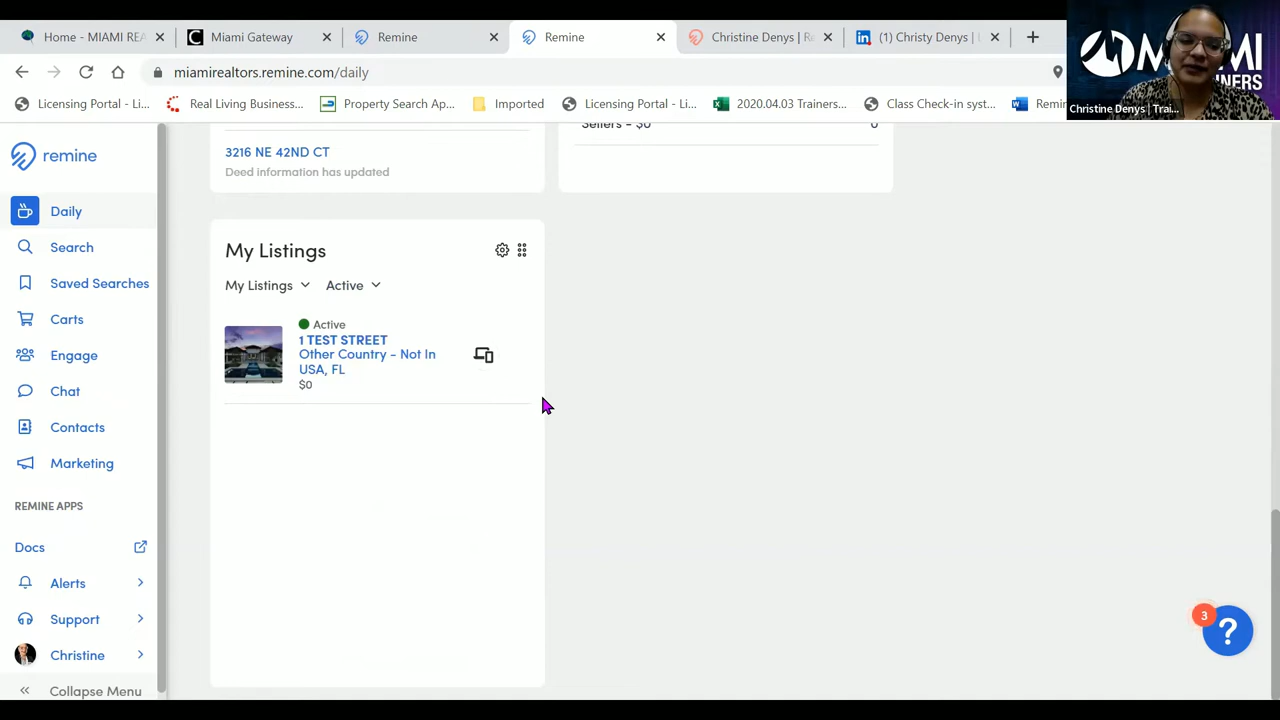 Home - MIAMI REA
Miami Gateway
Remine
Remine
Christine Denys | R
(1) Christy Denys |
miamirealtors.remine.com/daily
Licensing Portal - Li...
Real Living Business...
Property Search Ap...
Imported
Licensing Portal - Li...
2020.04.03 Trainers...
Class Check-in syst...
Remin
Christine Denys | Trai...
remine
Daily
Search
Saved Searches
Carts
Engage
Chat
Contacts
Marketing
REMINE APPS
Docs
Alerts
Support
Christine
Collapse Menu
3216 NE 42ND CT
Deed information has updated
Sellers - $0
0
My Listings
My Listings
Active
Active
1 TEST STREET
Other Country - Not In
USA, FL
$0
3
?